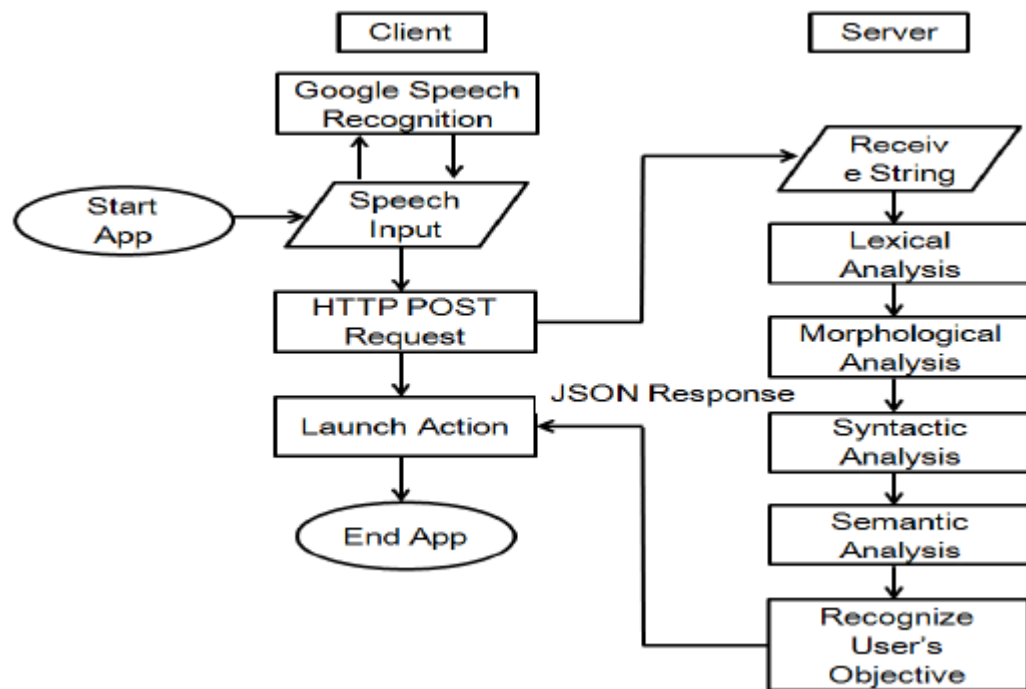 Client
Server
Google Speech
Recognition
Receiv
e String
Start
App
Speech
Input
Lexical
Analysis
HTTP POST
Request
Morphological
Analysis
JSON Response
Launch Action
Syntactic
Analysis
Semantic
Analysis
End App
Recognize
User's
Objective